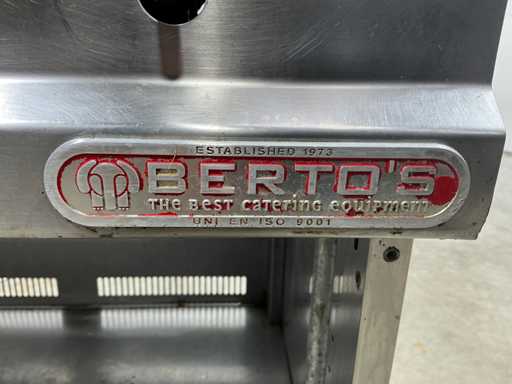 ESTABLISHED 1973
BERTO'S
THE BEST catering equipment
UNI EN ISO 9001